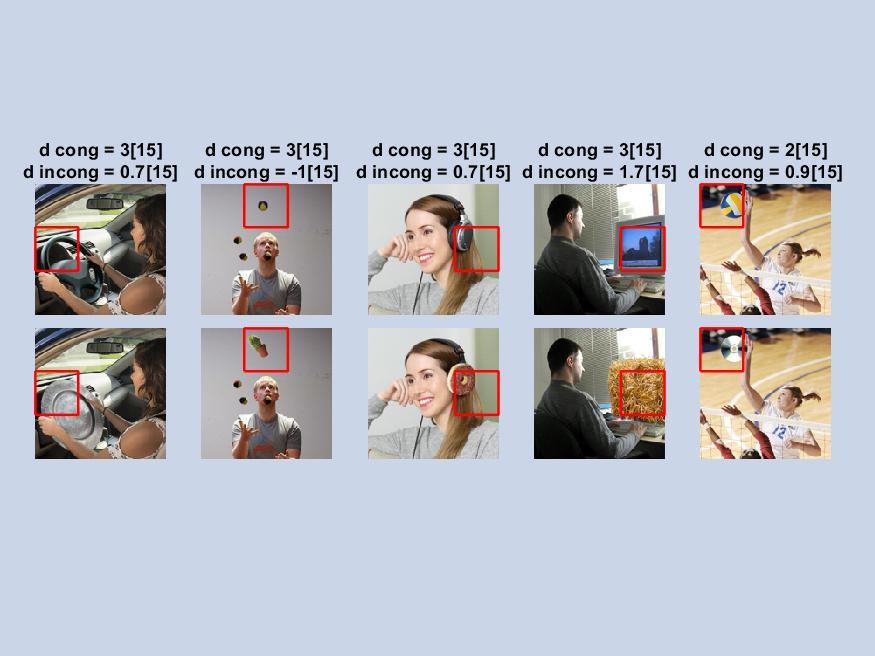 d cong = 3[15]
d incong = 0.7[15]
d cong = 3[15]
d incong = -1[15]
d cong = 3[15]
d incong = 0.7[15]
d cong = 3[15]
d incong = 1.7[15]
d cong = 2[15]
d incong = 0.9[15]
12
12